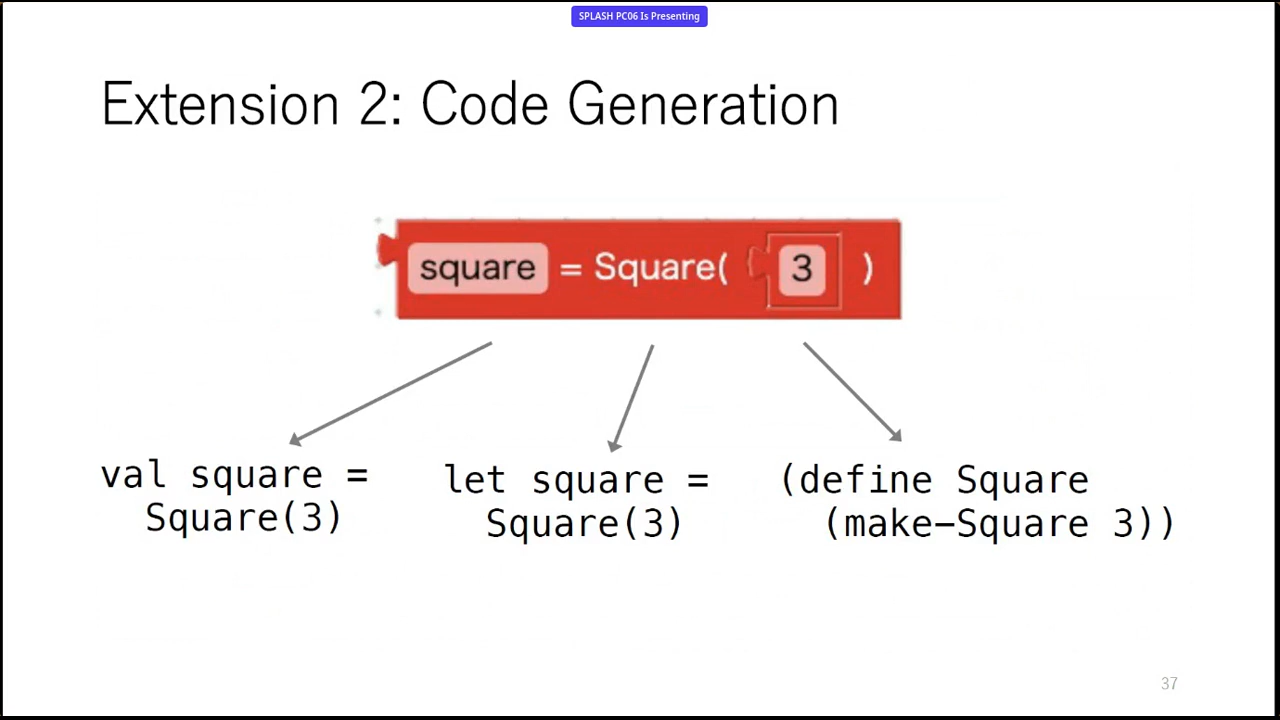 SPLASH PC06 Is Presenting
Extension 2: Code Generation
square = Square( 3 )
val square =
Square(3)
let square =
Square(3)
(define Square
(make-Square 3))
37